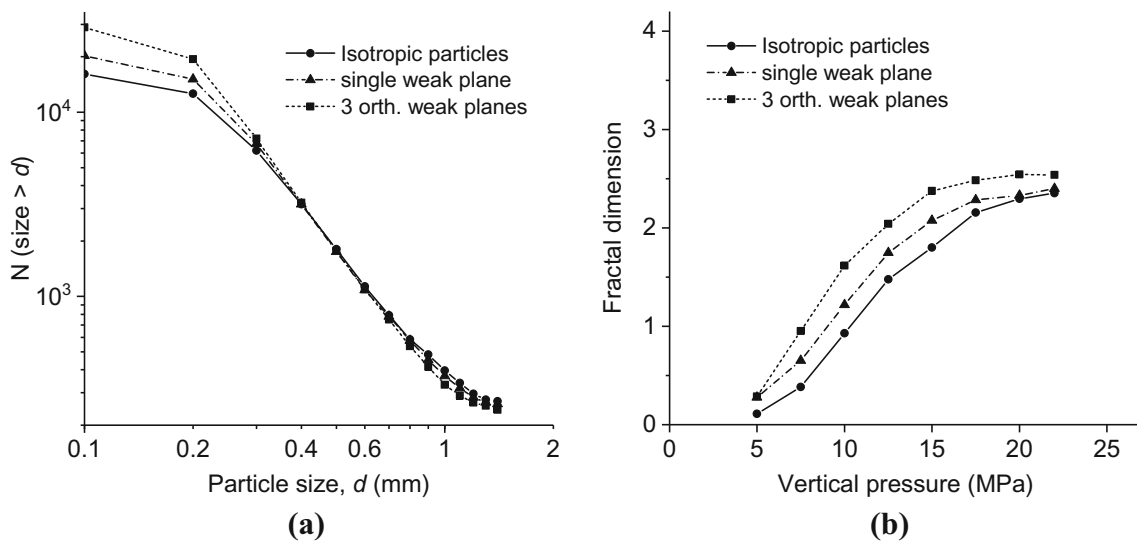 Isotropic particles
single weak plane
3 orth. weak planes
10⁴
10³
N (size > d)
0.1
0.2
0.4
0.6
1
2
Particle size, d (mm)
(a)
Isotropic particles
single weak plane
3 orth. weak planes
4
3
2
1
0
Fractal dimension
0
5
10
15
20
25
Vertical pressure (MPa)
(b)